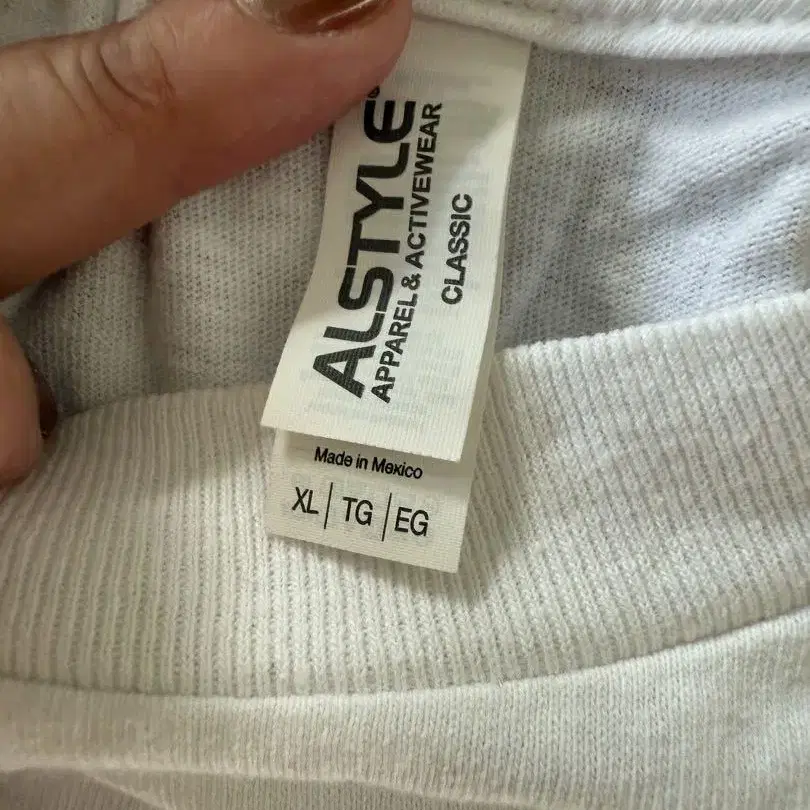 ALSTYLE®
APPAREL & ACTIVEWEAR
CLASSIC
Made in Mexico
XL | TG | EG